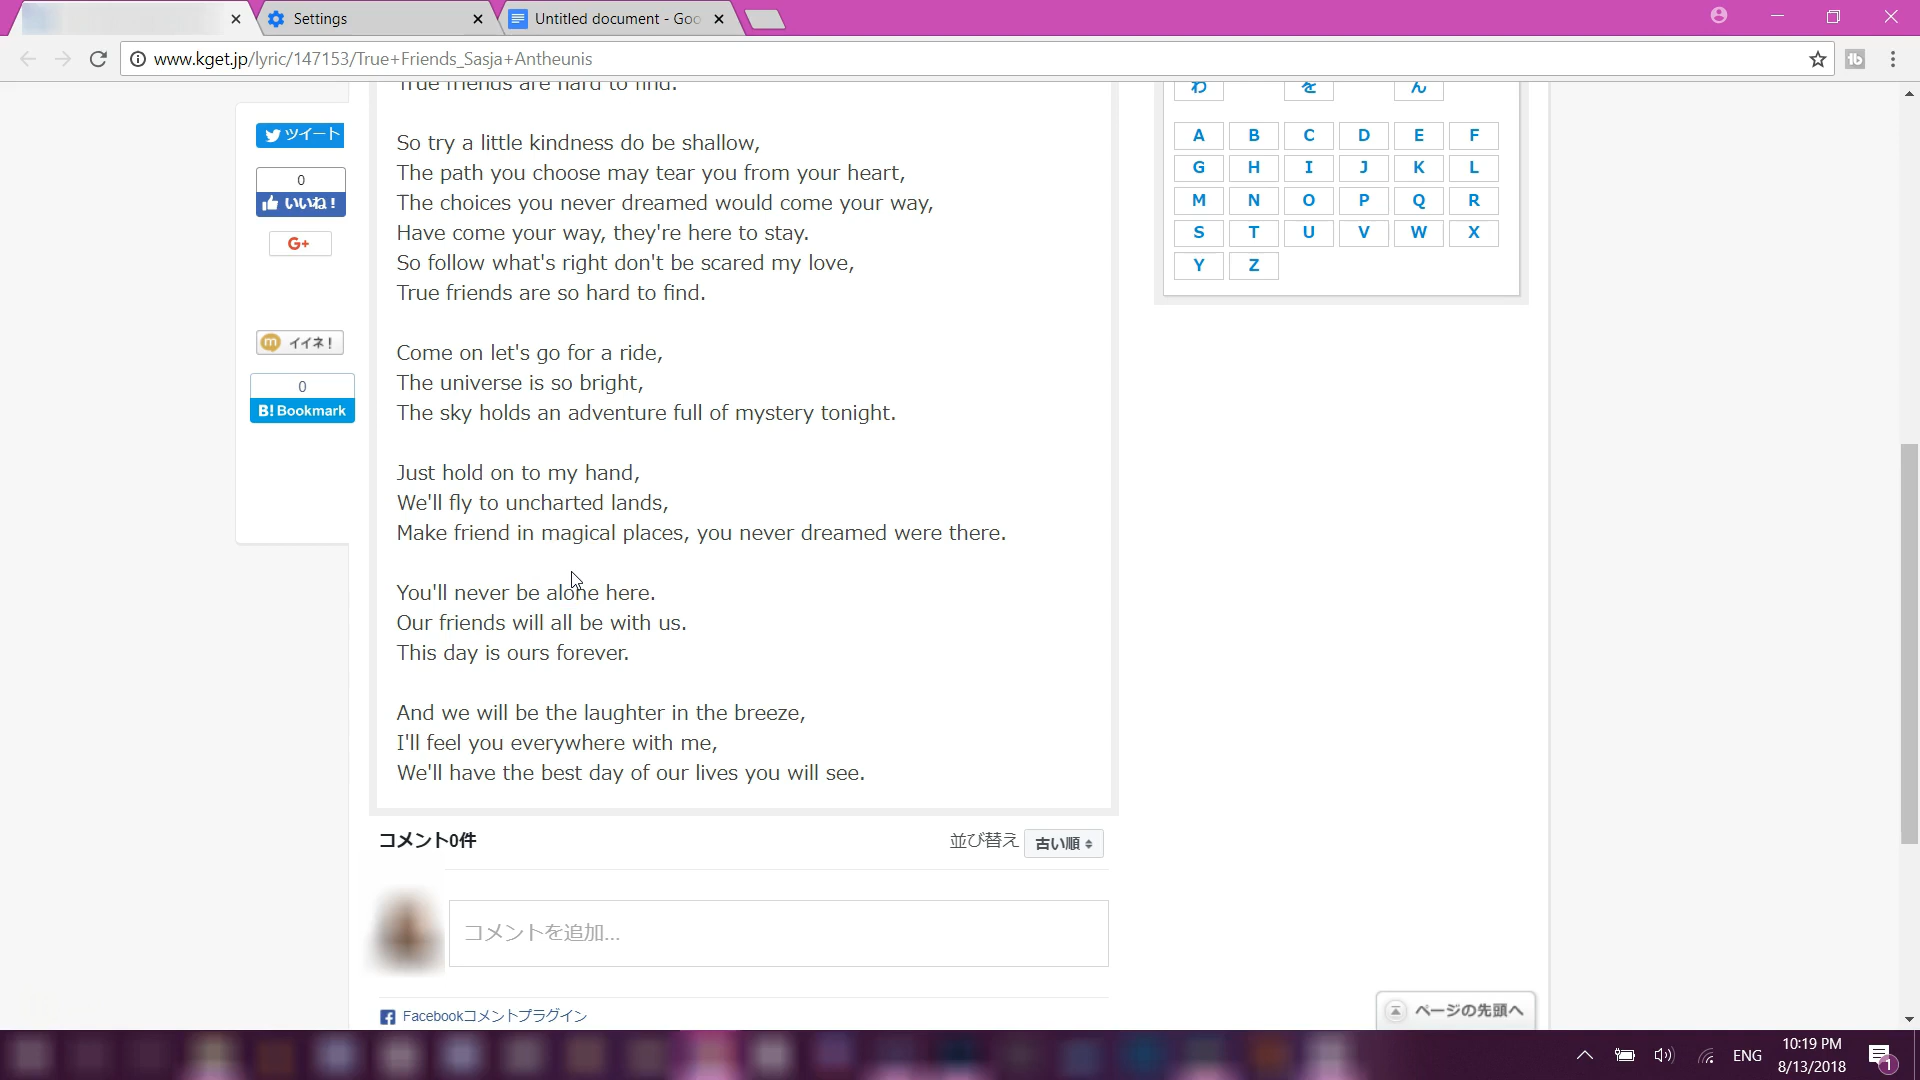 Settings
Untitled document - Goo
www.kget.jp/lyric/147153/True+Friends_Sasja+Antheunis
True friends are hard to find.
わ を ん
ツイート
0
いいね！
G+
イイネ！
0
B! Bookmark
So try a little kindness do be shallow,
The path you choose may tear you from your heart,
The choices you never dreamed would come your way,
Have come your way, they're here to stay.
So follow what's right don't be scared my love,
True friends are so hard to find.
Come on let's go for a ride,
The universe is so bright,
The sky holds an adventure full of mystery tonight.
Just hold on to my hand,
We'll fly to uncharted lands,
Make friend in magical places, you never dreamed were there.
You'll never be alone here.
Our friends will all be with us.
This day is ours forever.
And we will be the laughter in the breeze,
I'll feel you everywhere with me,
We'll have the best day of our lives you will see.
A B C D E F
G H I J K L
M N O P Q R
S T U V W X
Y Z
コメント0件
並び替え 古い順
コメントを追加...
Facebookコメントプラグイン
ページの先頭へ
ENG
10:19 PM
8/13/2018
1